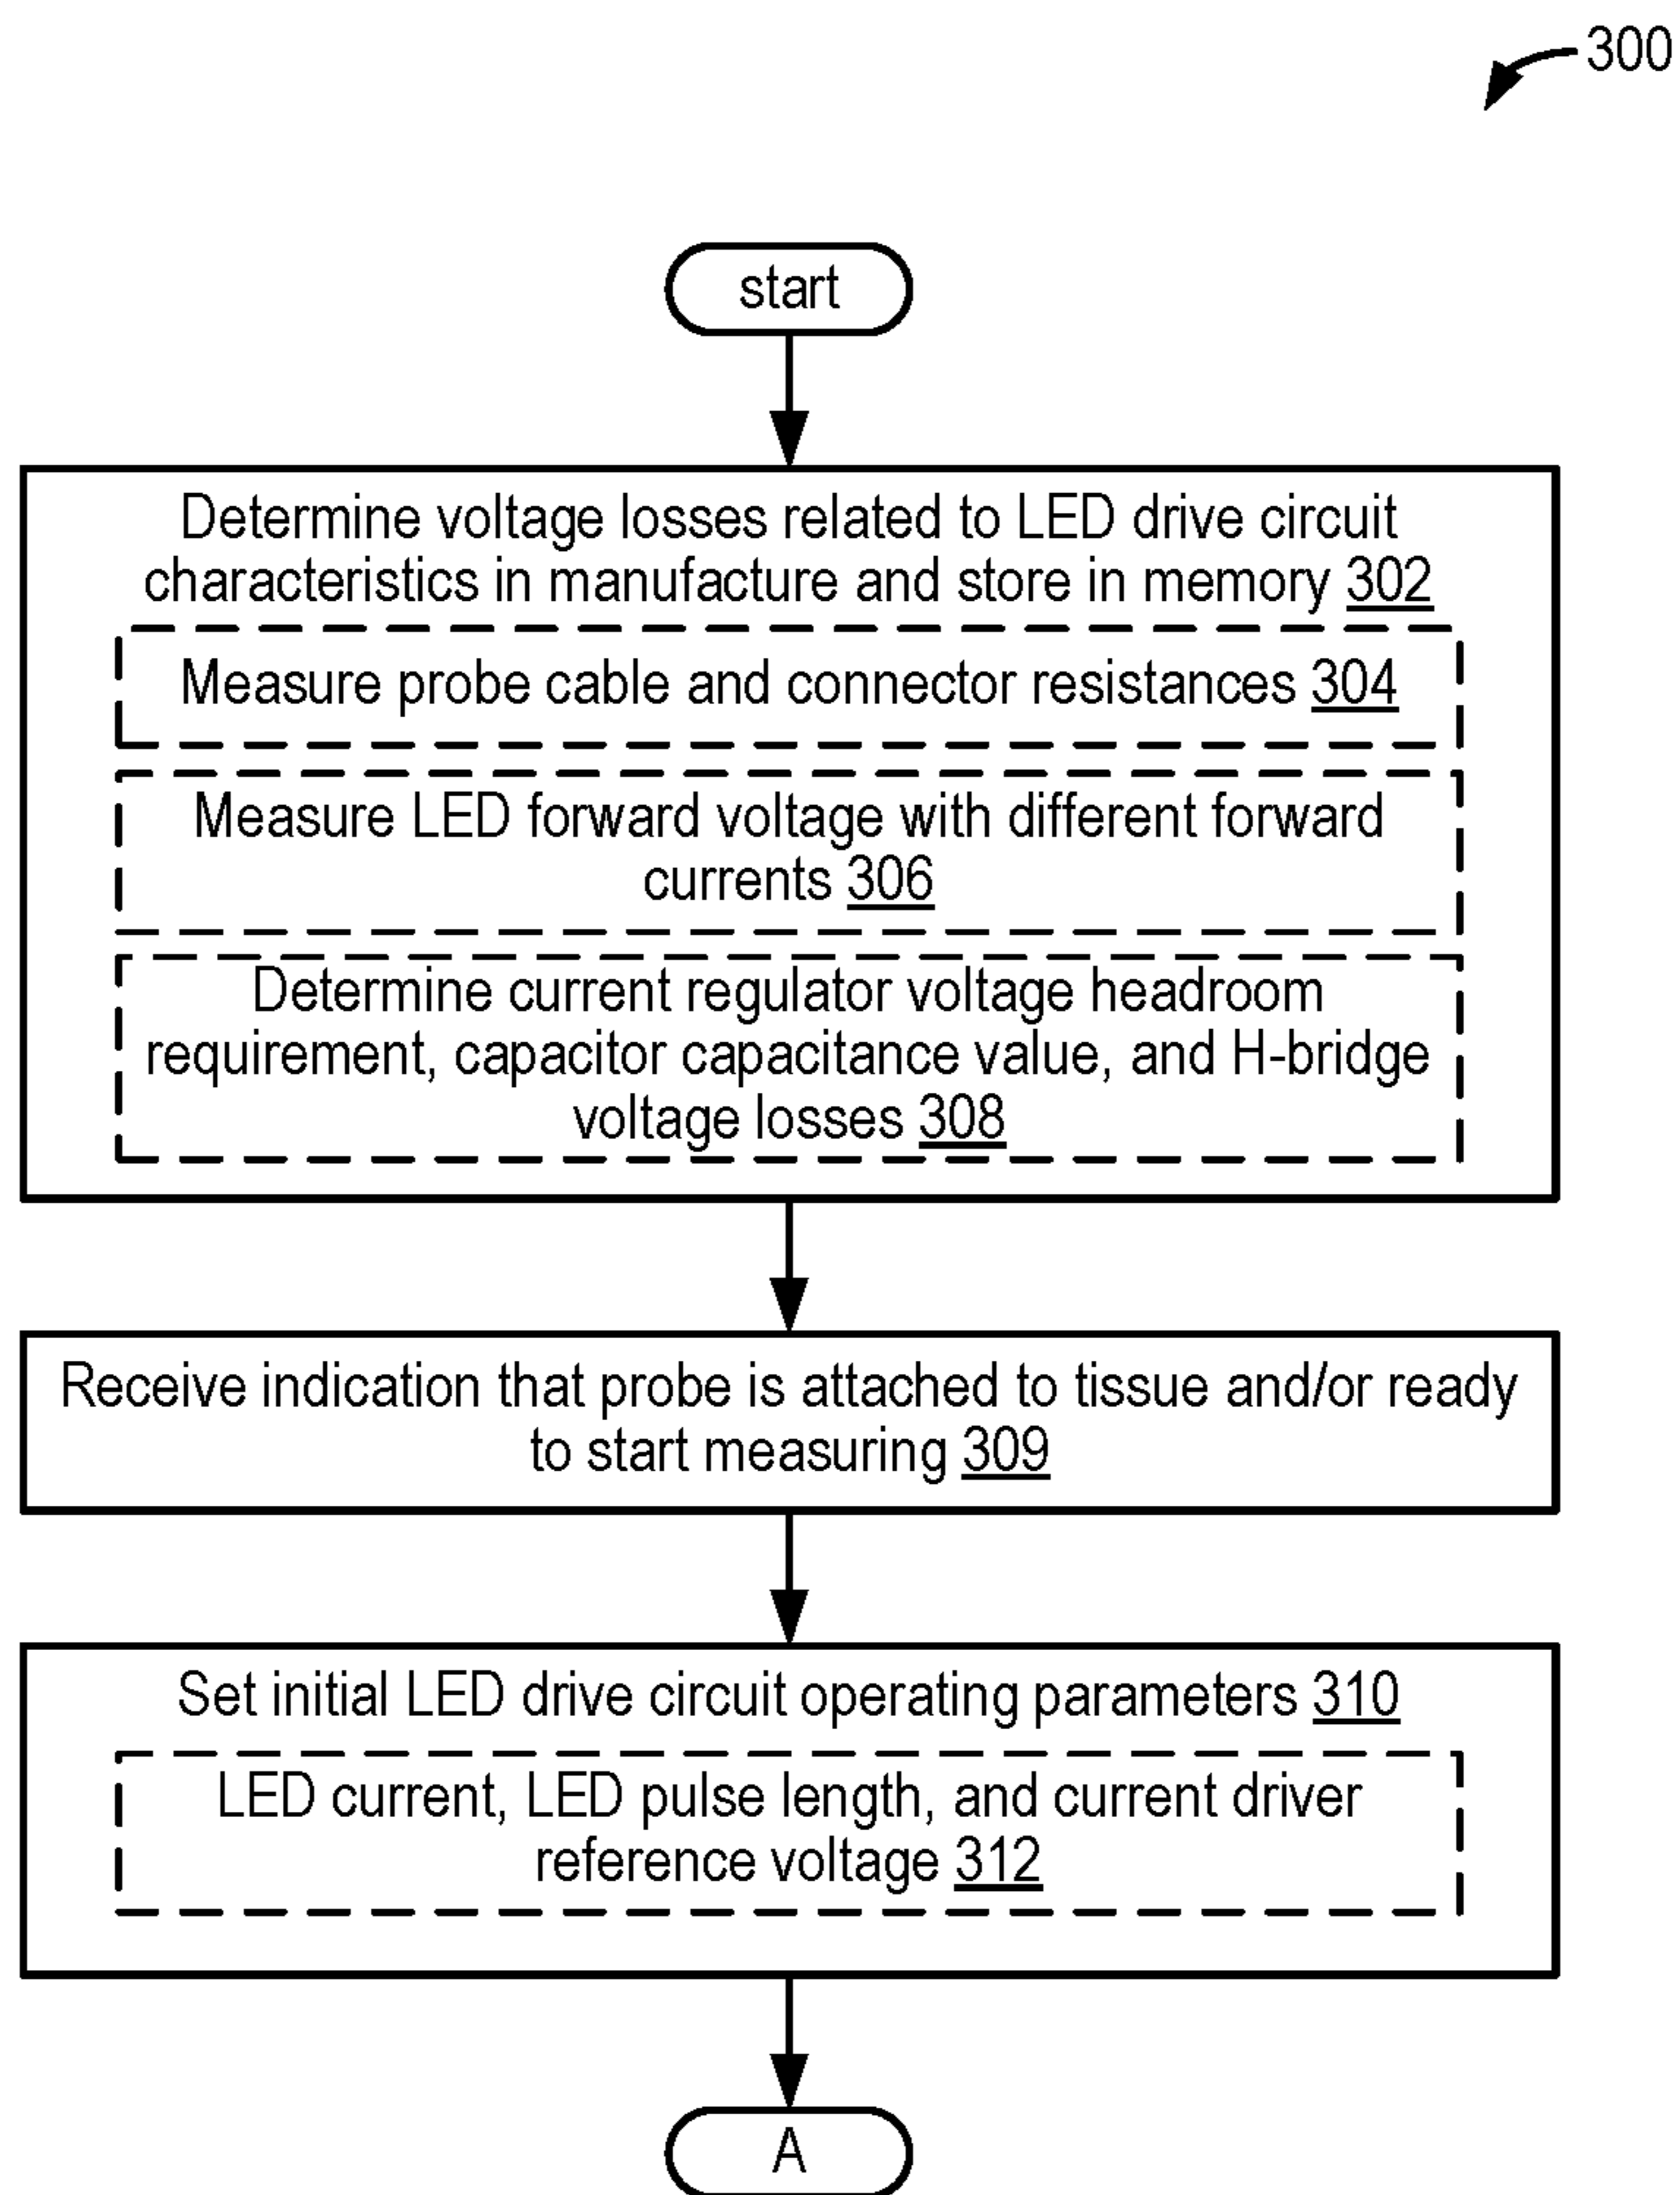 300
start
Determine voltage losses related to LED drive circuit
characteristics in manufacture and store in memory 302
Measure probe cable and connector resistances 304
Measure LED forward voltage with different forward
currents 306
Determine current regulator voltage headroom
requirement, capacitor capacitance value, and H-bridge
voltage losses 308
Receive indication that probe is attached to tissue and/or ready
to start measuring 309
Set initial LED drive circuit operating parameters 310
LED current, LED pulse length, and current driver
reference voltage 312
A